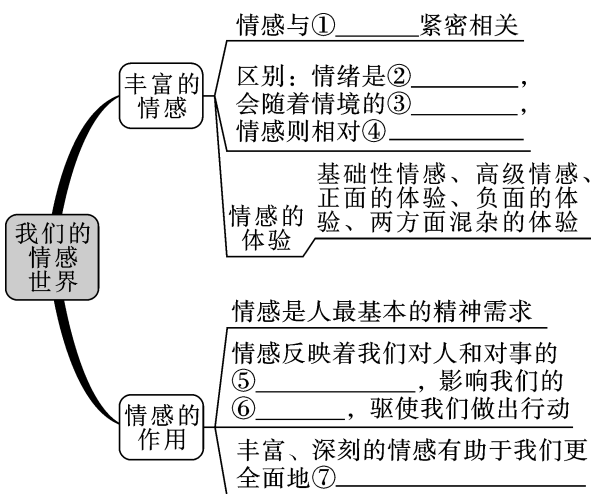 情感与①______紧密相关
丰富的
情感
区别：情绪是②________，
会随着情境的③________，
情感则相对④__________
情感的
体验
基础性情感、高级情感、
正面的体验、负面的体
验、两方面混杂的体验
我们的
情感
世界
情感是人最基本的精神需求
情感反映着我们对人和对事的
⑤____________，影响我们的
⑥_______，驱使我们做出行动
情感的
作用
丰富、深刻的情感有助于我们更
全面地⑦__________________